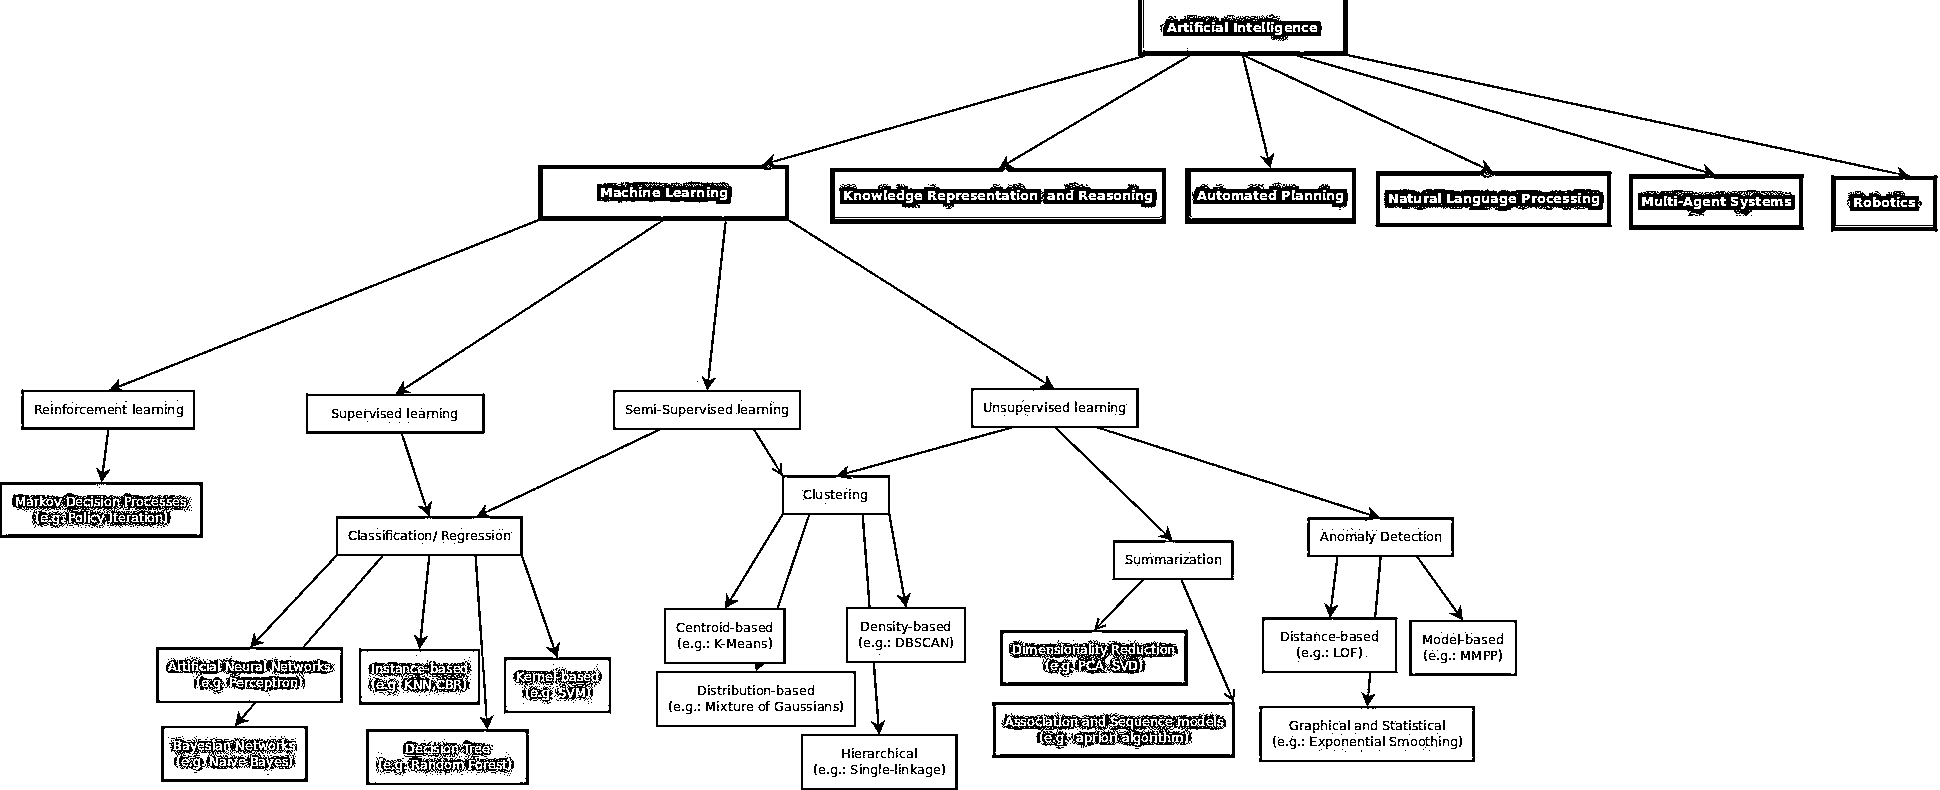 Artificial Intelligence
Machine Learning
Knowledge Representation and Reasoning
Automated Planning
Natural Language Processing
Multi-Agent Systems
Robotics
Reinforcement learning
Supervised learning
Semi-Supervised learning
Unsupervised learning
Markov Decision Processes
(e.g: Policy Iteration)
Classification/ Regression
Clustering
Summarization
Anomaly Detection
Artificial Neural Networks
(e.g: Perceptron)
Bayesian Networks
(e.g: Naive Bayes)
Instance-based
(e.g: KNN,CBR)
Decision Tree
(e.g: Random Forest)
Kernel-based
(e.g: SVM)
Centroid-based
(e.g.: K-Means)
Distribution-based
(e.g.: Mixture of Gaussians)
Density-based
(e.g.: DBSCAN)
Hierarchical
(e.g.: Single-linkage)
Dimensionality Reduction
(e.g: PCA, SVD)
Association and Sequence models
(e.g: apriori algorithm)
Distance-based
(e.g.: LOF)
Graphical and Statistical
(e.g.: Exponential Smoothing)
Model-based
(e.g.: MMPP)